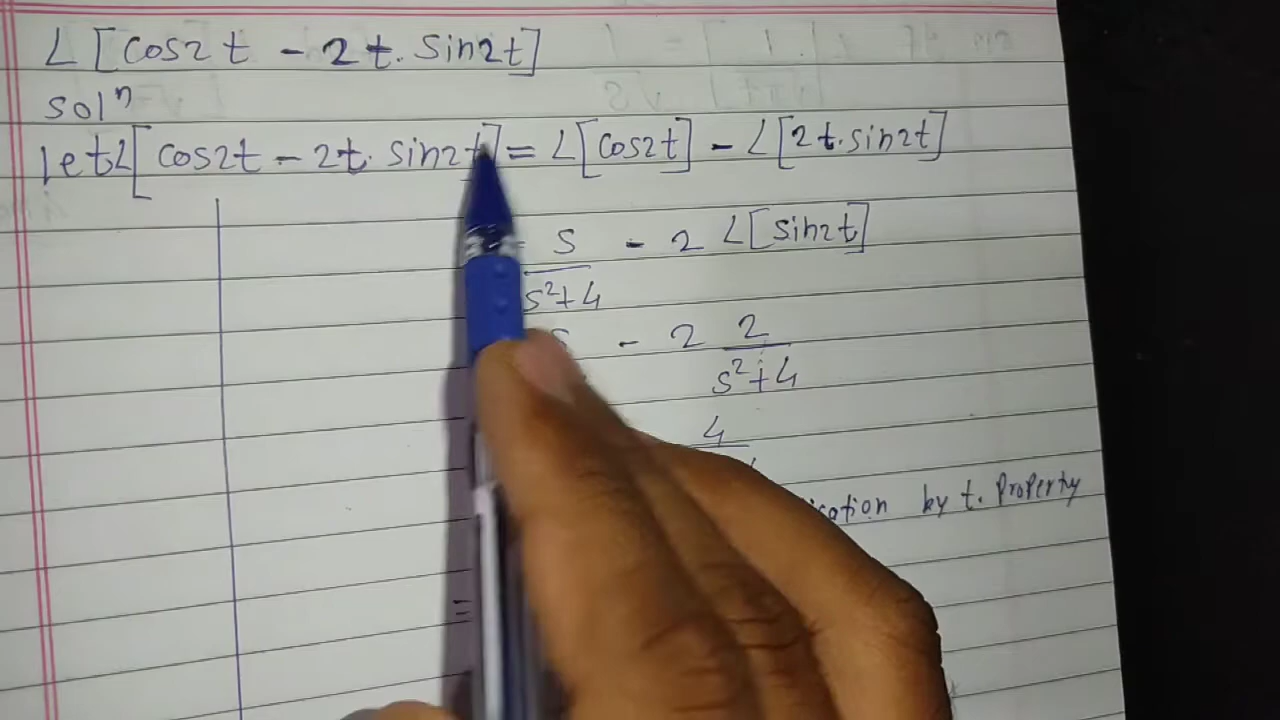 L[cos2t - 2t. sin2t]
solⁿ
let L[cos2t - 2t. sin2t] = L[cos2t] - L[2t. sin2t]
s/s²+4 - 2 L[sin2t]
- 2 2/s²+4
4
by t. Property
=